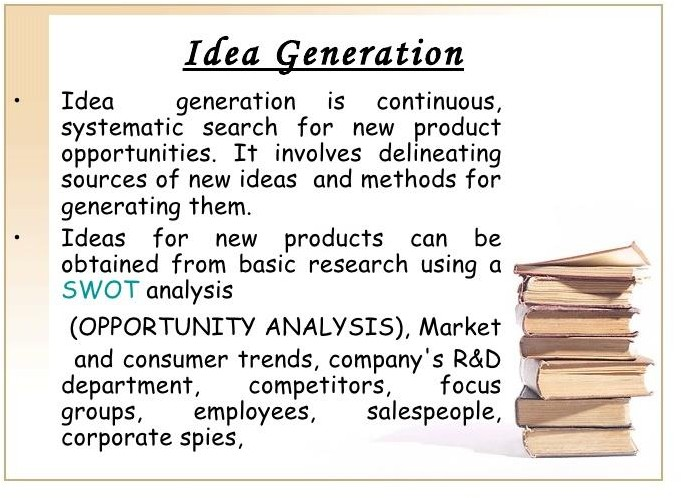 Idea Generation
• Idea generation is continuous,
systematic search for new product
opportunities. It involves delineating
sources of new ideas and methods for
generating them.
• Ideas for new products can be
obtained from basic research using a
SWOT analysis
(OPPORTUNITY ANALYSIS), Market
and consumer trends, company's R&D
department, competitors, focus
groups, employees, salespeople,
corporate spies,